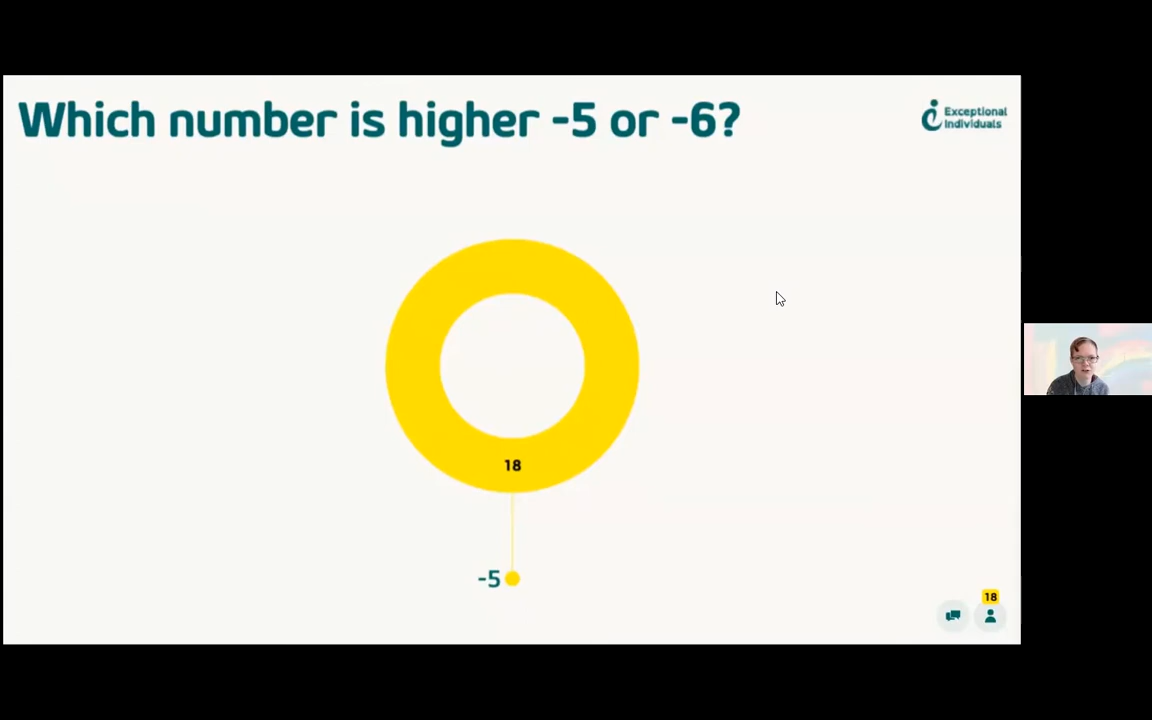 Which number is higher -5 or -6?
Exceptional
Individuals
18
-5
18